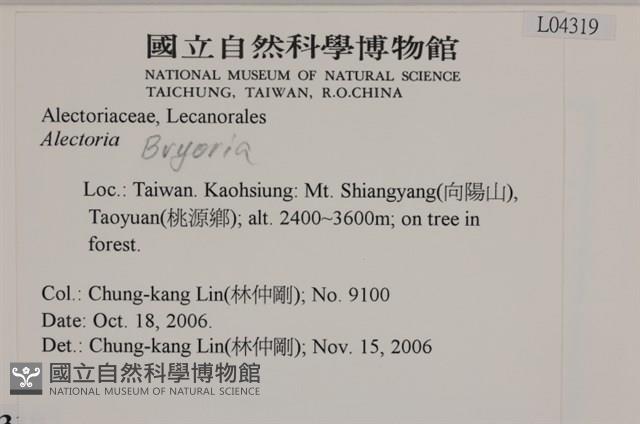 L04319
國立自然科學博物館
NATIONAL MUSEUM OF NATURAL SCIENCE
TAICHUNG, TAIWAN, R.O.CHINA
Alectoriaceae, Lecanorales
Alectoria Bryoria
Loc.: Taiwan. Kaohsiung: Mt. Shiangyang(向陽山),
Taoyuan(桃源鄉); alt. 2400~3600m; on tree in
forest.
Col.: Chung-kang Lin(林仲剛); No. 9100
Date: Oct. 18, 2006.
Det.: Chung-kang Lin(林仲剛); Nov. 15, 2006
國立自然科學博物館
NATIONAL MUSEUM OF NATURAL SCIENCE